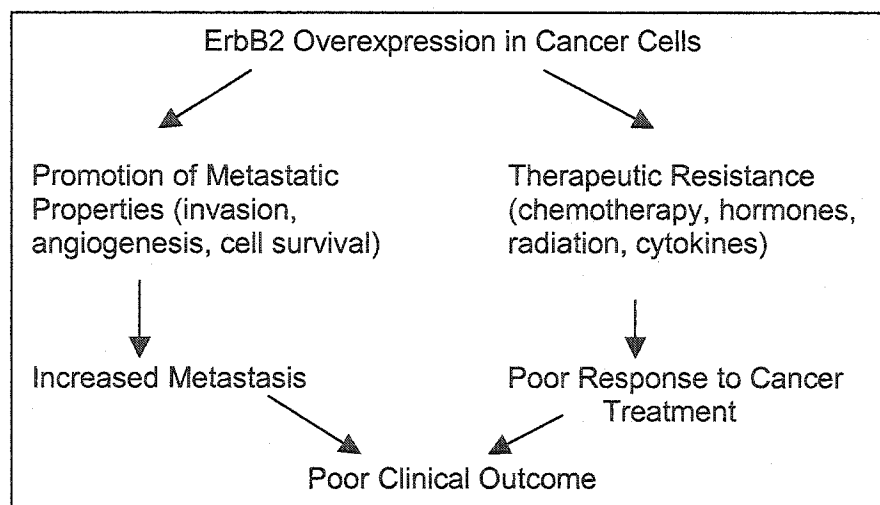 ErbB2 Overexpression in Cancer Cells
Promotion of Metastatic
Properties (invasion,
angiogenesis, cell survival)
Therapeutic Resistance
(chemotherapy, hormones,
radiation, cytokines)
Increased Metastasis
Poor Response to Cancer
Treatment
Poor Clinical Outcome